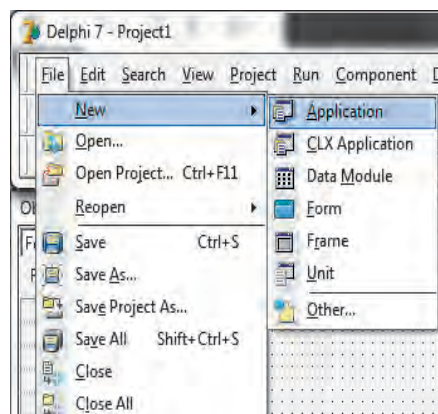 Delphi 7 - Project1
File Edit Search View Project Run Component
New
Open...
Open Project... Ctrl+F11
Reopen
Save Ctrl+S
Save As...
Save Project As...
Save All Shift+Ctrl+S
Close
Close All
Application
CLX Application
Data Module
Form
Frame
Unit
Other...